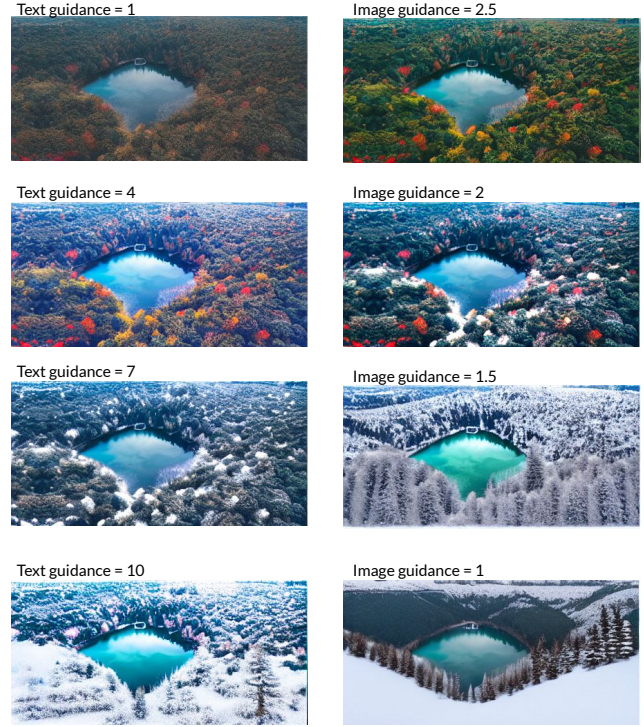 Text guidance = 1
Image guidance = 2.5
Text guidance = 4
Image guidance = 2
Text guidance = 7
Image guidance = 1.5
Text guidance = 10
Image guidance = 1